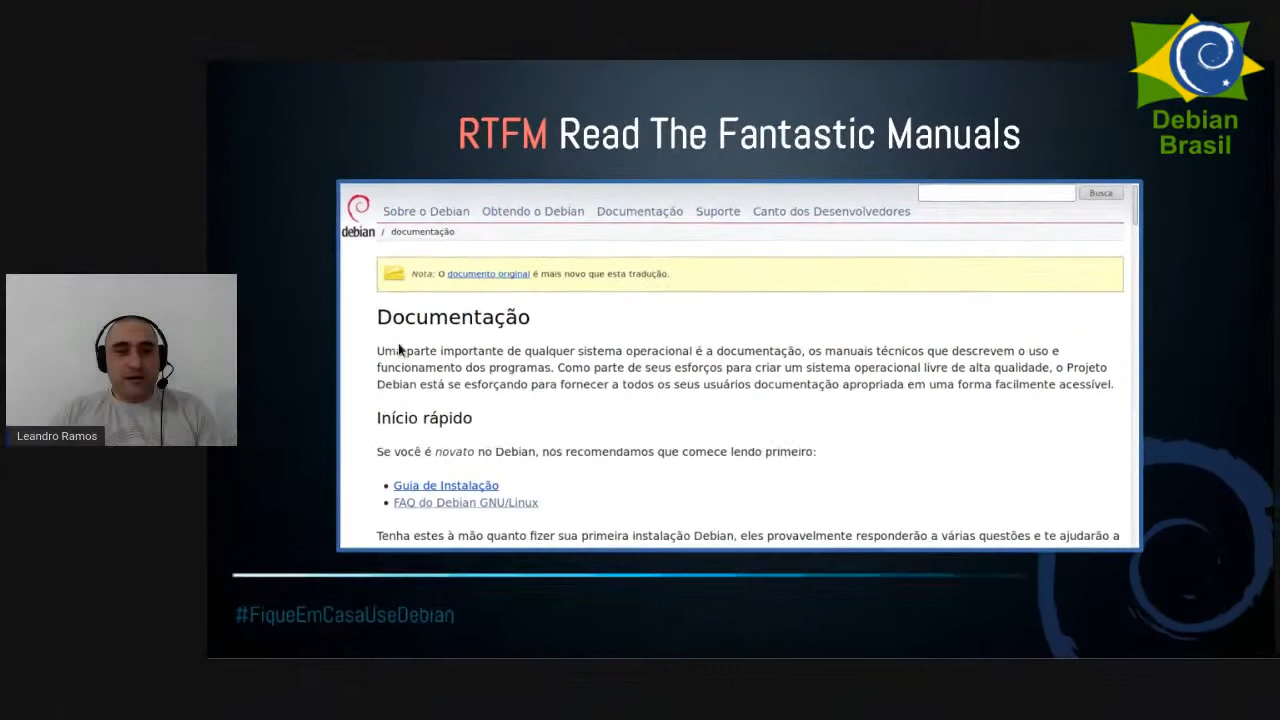 Debian
Brasil
RTFM Read The Fantastic Manuals
Busca
Sobre o Debian Obtendo o Debian Documentação Suporte Canto dos Desenvolvedores
debian / documentação
Nota: O documento original é mais novo que esta tradução.
Documentação
Uma parte importante de qualquer sistema operacional é a documentação, os manuais técnicos que descrevem o uso e
funcionamento dos programas. Como parte de seus esforços para criar um sistema operacional livre de alta qualidade, o Projeto
Debian está se esforçando para fornecer a todos os seus usuários documentação apropriada em uma forma facilmente acessível.
Início rápido
Se você é novato no Debian, nós recomendamos que comece lendo primeiro:
• Guia de Instalação
• FAQ do Debian GNU/Linux
Tenha estes à mão quanto fizer sua primeira instalação Debian, eles provavelmente responderão a várias questões e te ajudarão a
Leandro Ramos
#FiqueEmCasaUseDebian